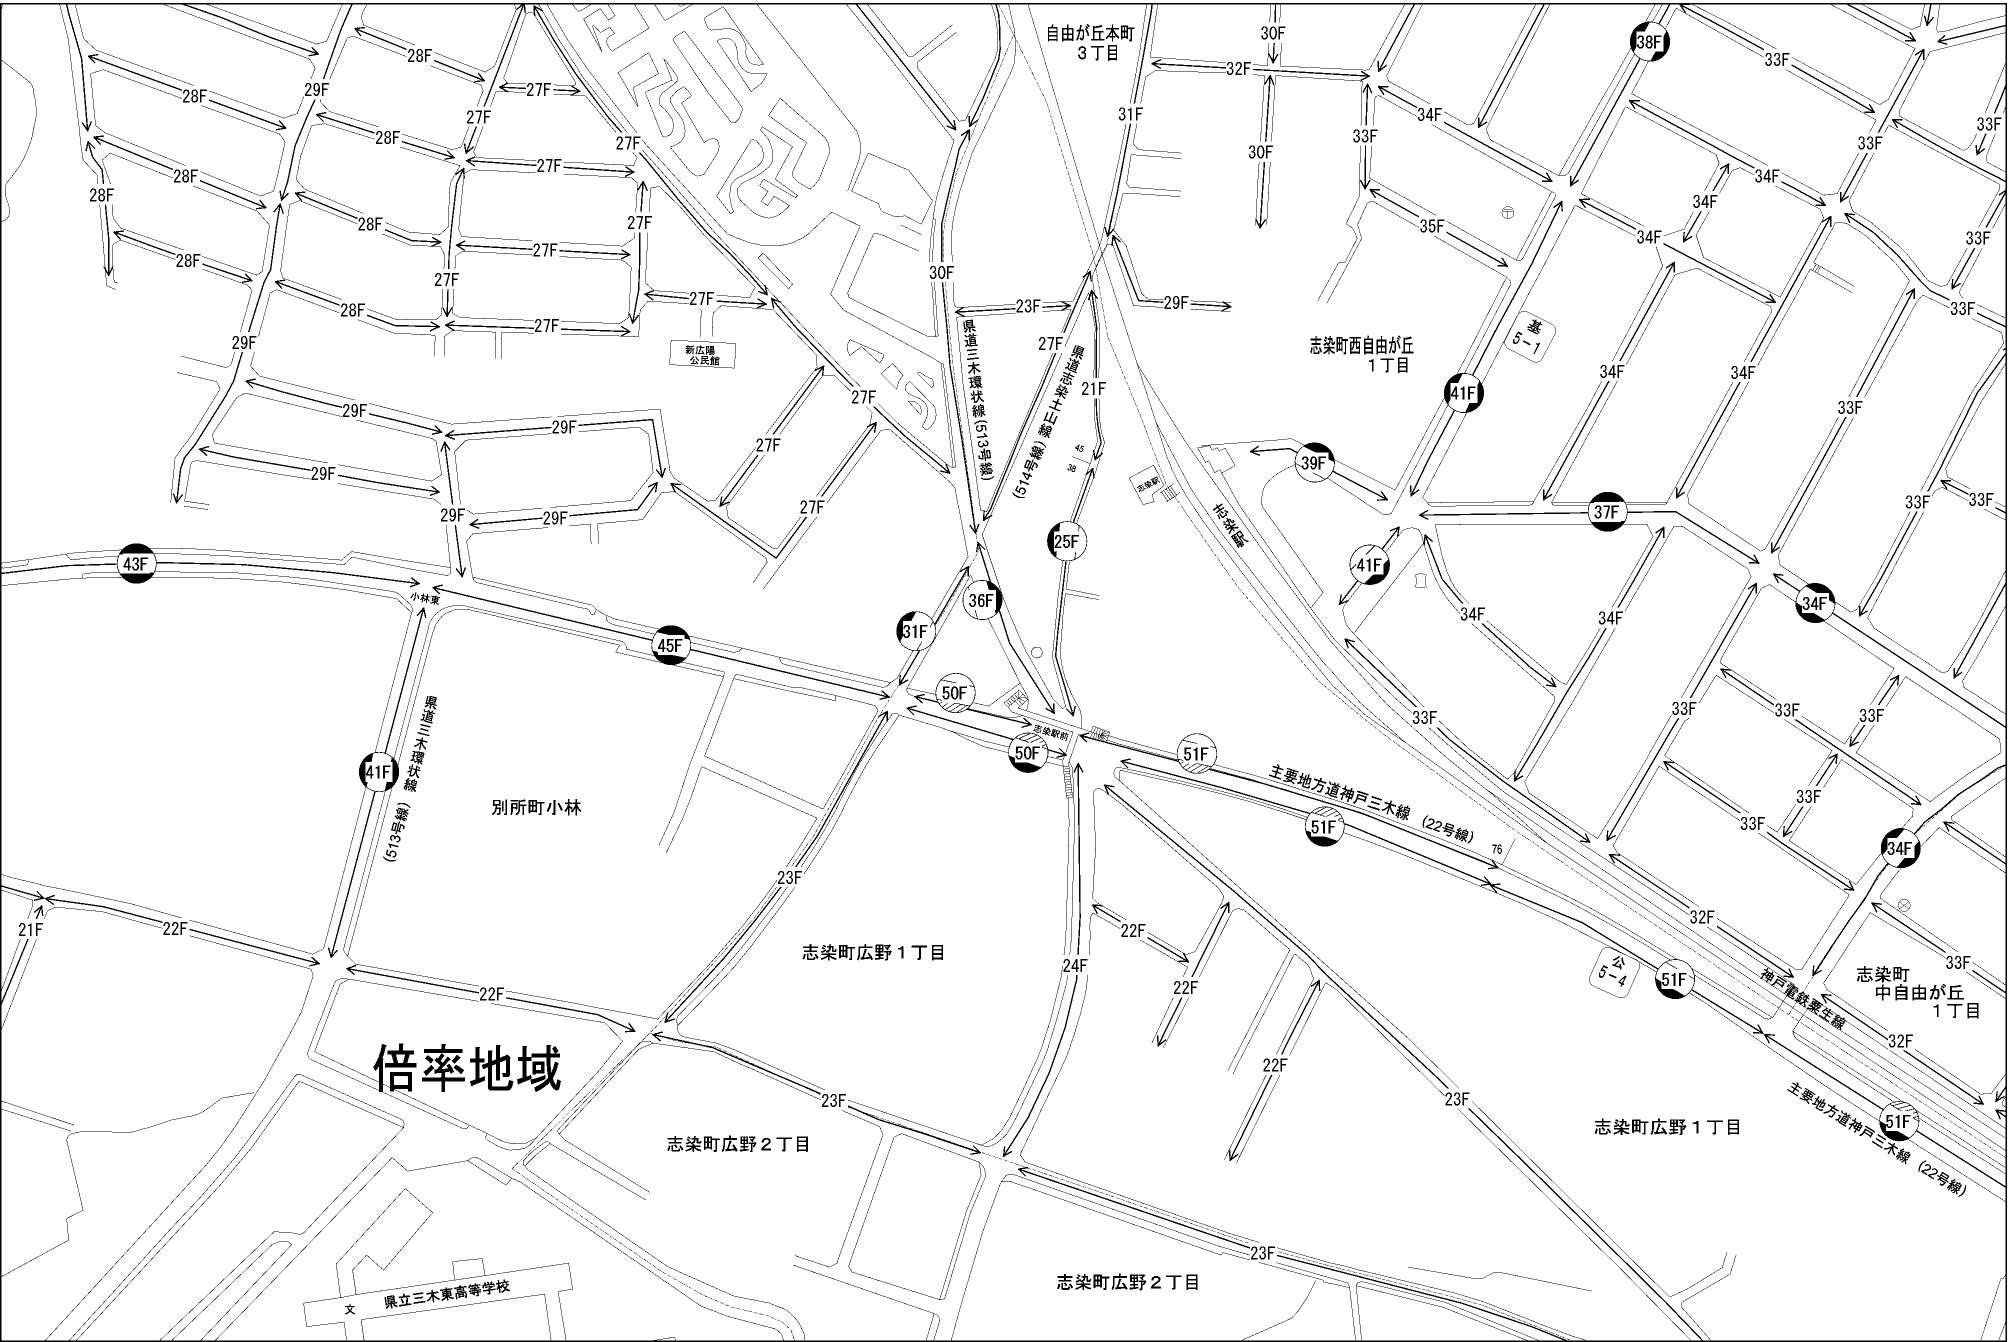 自由が丘本町
３丁目
30F
38F
28F
33F
32F
29F
27F
28F
28F
27F
31F
34F
33F
33F
28F
27F
33F
27F
30F
28F
27F
34F
28F
34F
28F
27F
35F
34F
33F
28F
27F
27F
30F
27F
29F
23F
33F
28F
27F
基
5-1
29F
27F
新広陽
公民館
志染町西自由が丘
１丁目
県道三木環状線(513号線)
県道志染土山線(514号線)
34F
34F
21F
41F
27F
29F
33F
29F
27F
45
38
39F
29F
志染駅
33F
33F
27F
29F
29F
37F
志染駅
25F
43F
41F
小林東
36F
34F
34F
34F
31F
45F
50F
33F
33F
33F
33F
志染駅前
50F
51F
41F
県道三木環状線
(513号線)
主要地方道神戸三木線
(22号線)
別所町小林
33F
51F
33F
76
34F
23F
32F
21F
22F
22F
志染町広野１丁目
24F
公
5-4
51F
33F
志染町
中自由が丘
１丁目
神戸電鉄粟生線
22F
22F
32F
倍率地域
22F
23F
23F
主要地方道神戸三木線
(22号線)
51F
志染町広野１丁目
志染町広野２丁目
23F
志染町広野２丁目
文
県立三木東高等学校